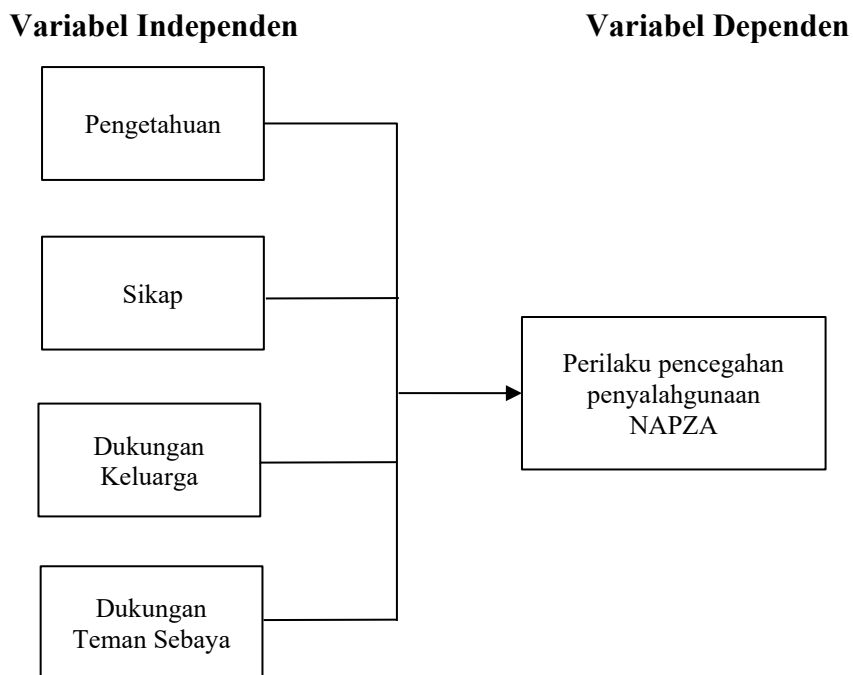 Variabel Independen
Variabel Dependen
Pengetahuan
Sikap
Perilaku pencegahan
penyalahgunaan
NAPZA
Dukungan
Keluarga
Dukungan
Teman Sebaya